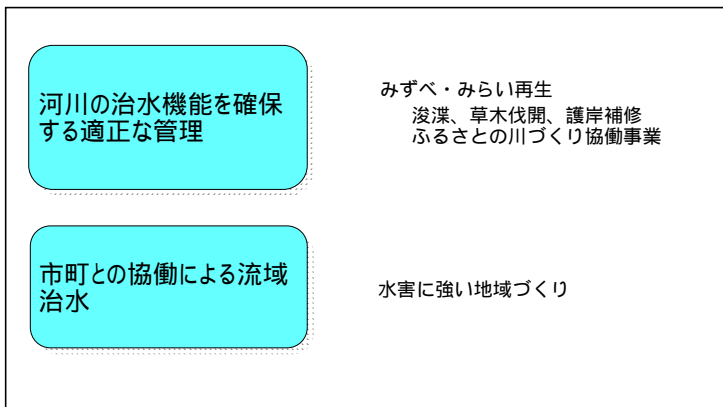 河川の治水機能を確保
する適正な管理
みずべ・みらい再生
浚渫、草木伐開、護岸補修
ふるさとの川づくり協働事業
市町との協働による流域
治水
水害に強い地域づくり